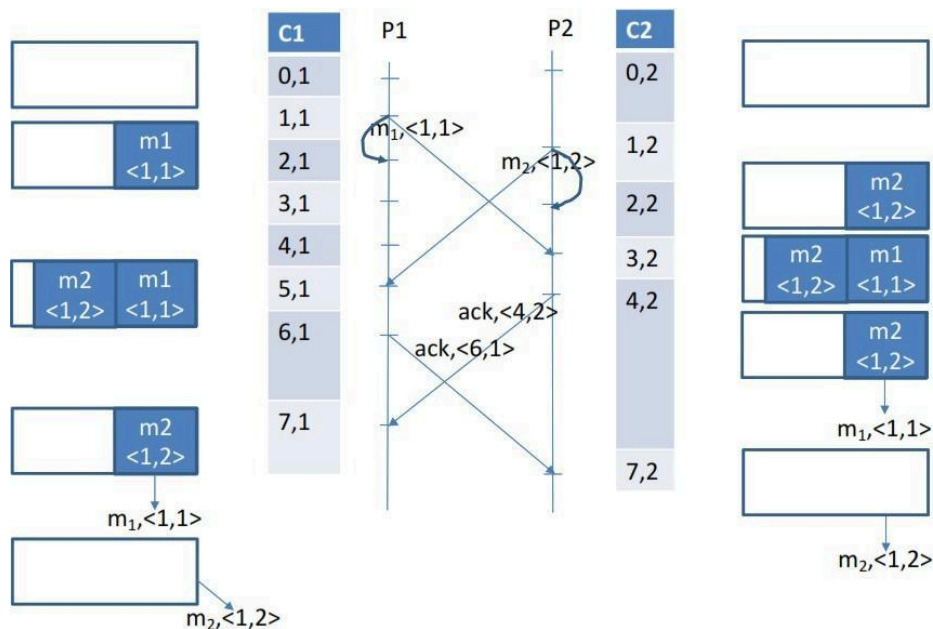 C1
P1
P2
C2
0,1
1,1
2,1
3,1
4,1
5,1
6,1
7,1
0,2
1,2
2,2
3,2
4,2
7,2
m1
<1,1>
m2
<1,2>
m1
<1,1>
m2
<1,2>
m₁,<1,1>
m₂,<1,2>
m₁,<1,1>
m₂,<1,2>
ack,<4,2>
ack,<6,1>
m2
<1,2>
m2
<1,2>
m1
<1,1>
m2
<1,2>
m₁,<1,1>
m₂,<1,2>